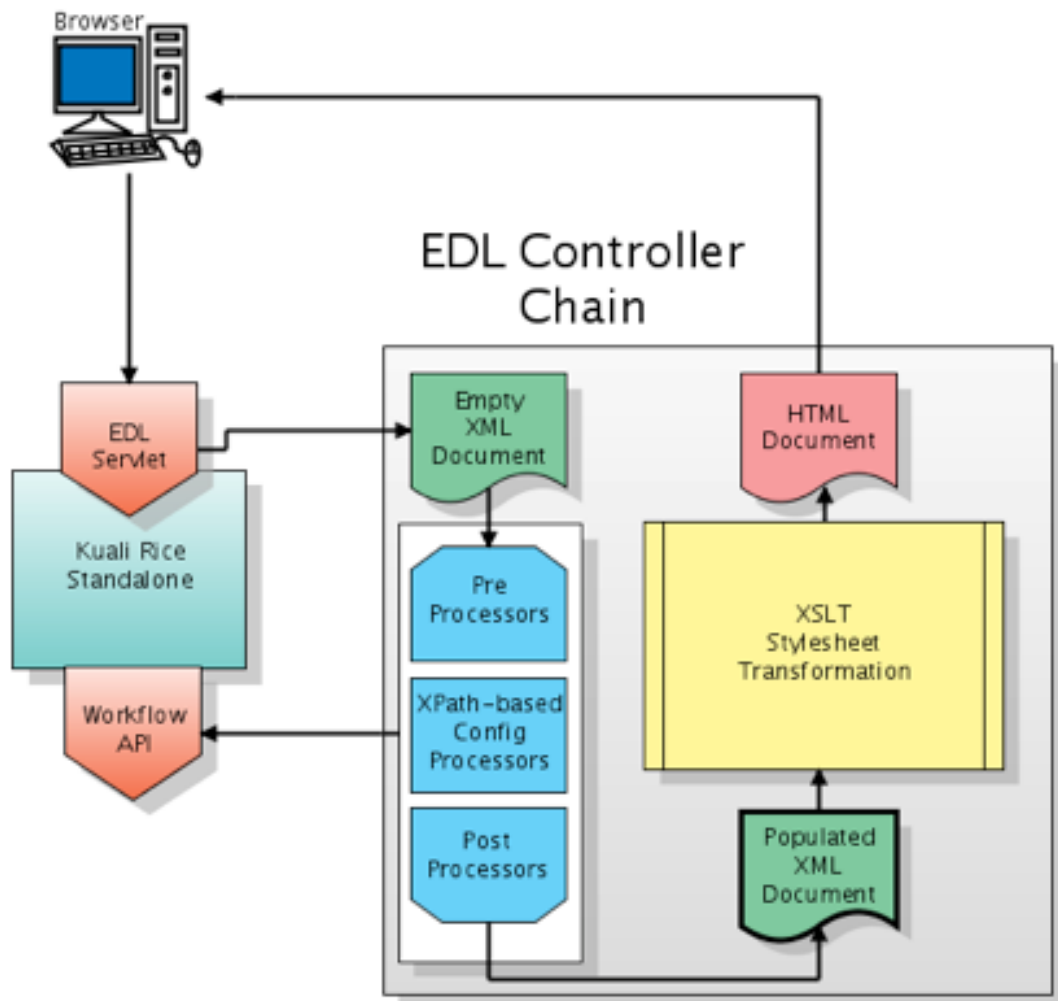 Browser
EDL Controller
Chain
EDL
Servlet
Empty
XML
Document
HTML
Document
Kuali Rice
Standalone
Pre
Processors
XSLT
Stylesheet
Transformation
Workflow
API
XPath-based
Config
Processors
Post
Processors
Populated
XML
Document